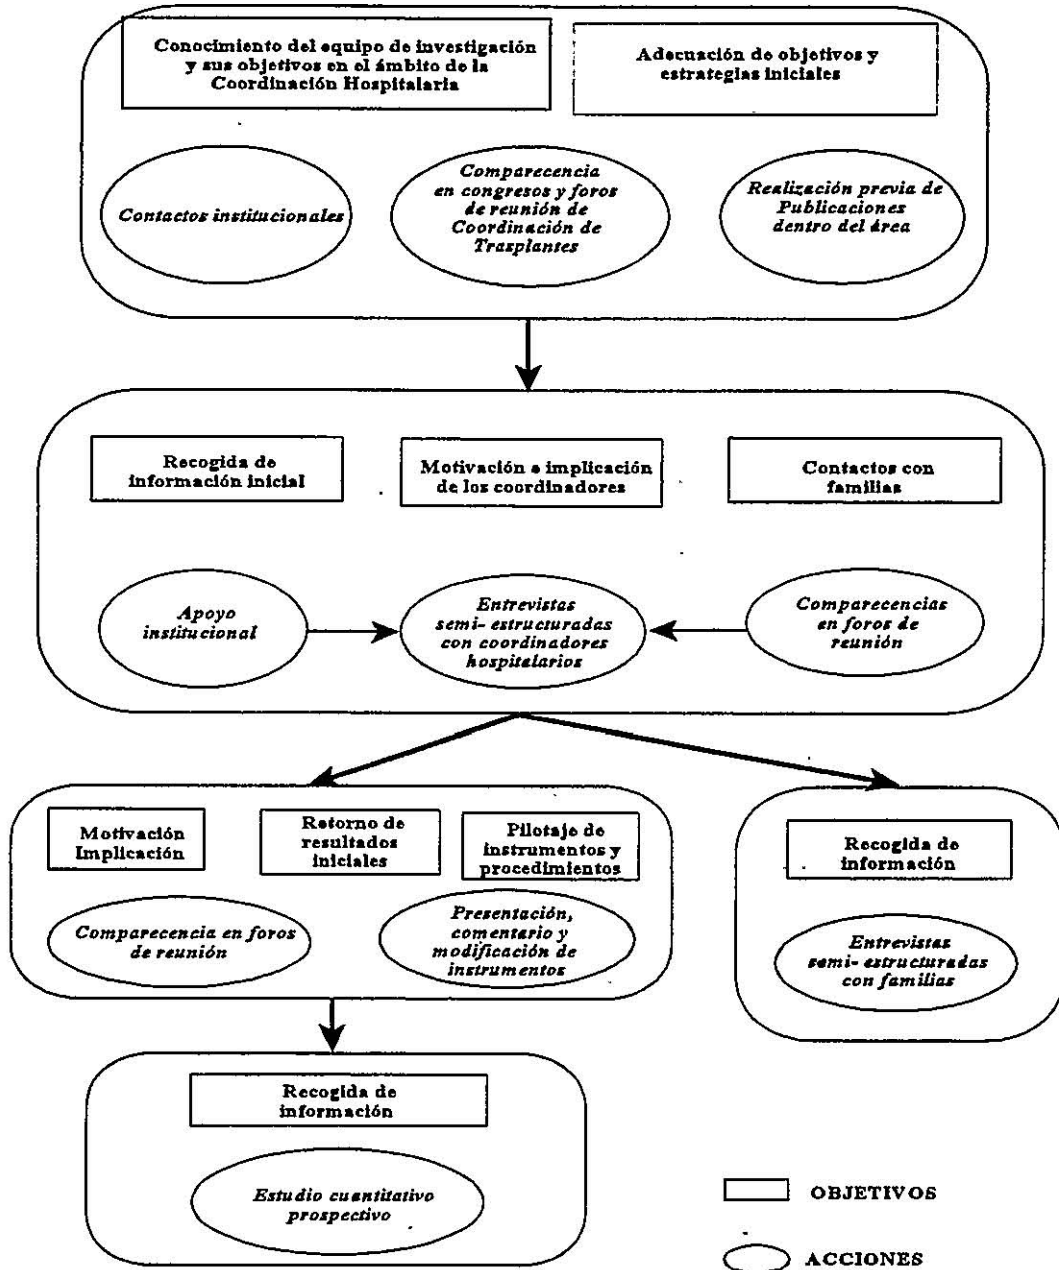 Conocimiento del equipo de investigación
y sus objetivos en el ámbito de la
Coordinación Hospitalaria
Adecuación de objetivos y
estrategias iniciales
Contactos institucionales
Comparecencia
en congresos y foros
de reunión de
Coordinación de
Trasplantes
Realización previa de
Publicaciones
dentro del área
Recogida de
información inicial
Motivación e implicación
de los coordinadores
Contactos con
familias
Apoyo
institucional
Entrevistas
semi- estructuradas
con coordinadores
hospitalarios
Comparecencias
en foros de
reunión
Motivación
Implicación
Retorno de
resultados
iniciales
Pilotaje de
instrumentos y
procedimientos
Comparecencia en foros
de reunión
Presentación,
comentario y
modificación de
instrumentos
Recogida de
información
Entrevistas
semi- estructuradas
con familias
Recogida de
información
Estudio cuantitativo
prospectivo
OBJETIVOS
ACCIONES